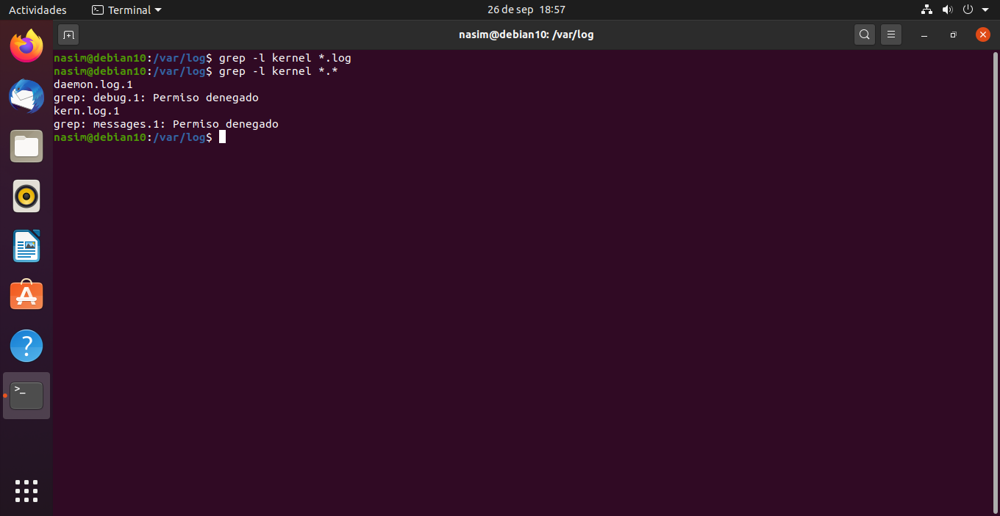 Actividades
Terminal
26 de sep 18:57
nasim@debian10: /var/log
nasim@debian10:/var/log$ grep -l kernel *.log
nasim@debian10:/var/log$ grep -l kernel *.*
daemon.log.1
grep: debug.1: Permiso denegado
kern.log.1
grep: messages.1: Permiso denegado
nasim@debian10:/var/log$